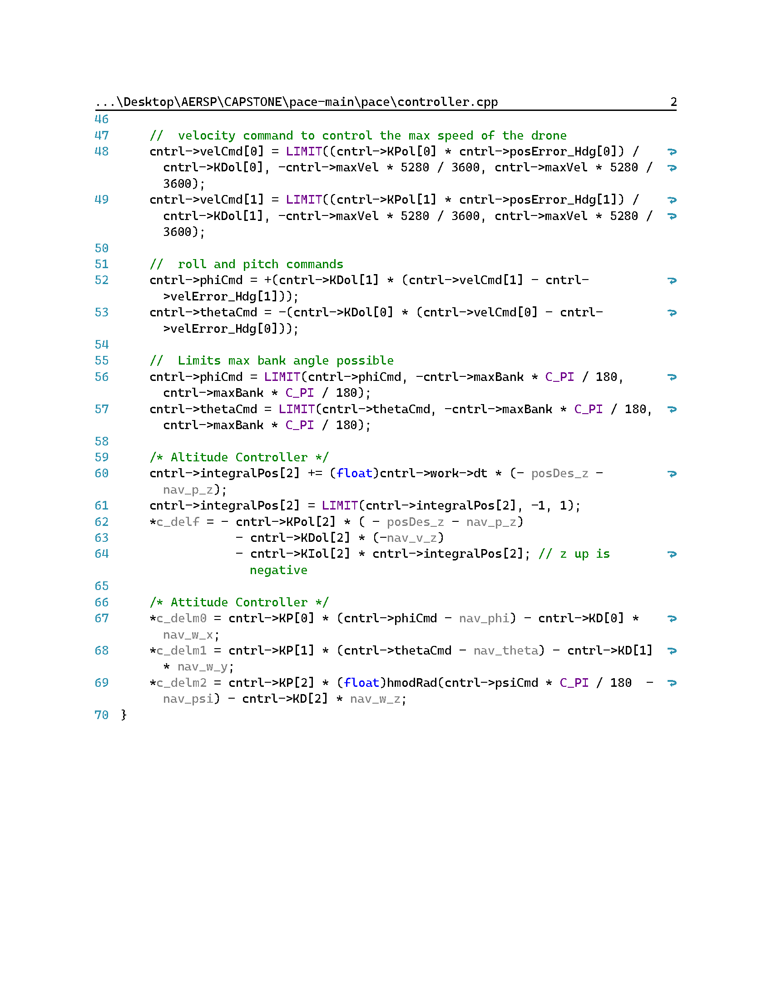 ...\Desktop\AERSP\CAPSTONE\pace-main\pace\controller.cpp 2
46
47 // velocity command to control the max speed of the drone
48 cntrl->velCmd[0] = LIMIT((cntrl->KPol[0] * cntrl->posError_Hdg[0]) /
cntrl->KDol[0], -cntrl->maxVel * 5280 / 3600, cntrl->maxVel * 5280 /
3600);
49 cntrl->velCmd[1] = LIMIT((cntrl->KPol[1] * cntrl->posError_Hdg[1]) /
cntrl->KDol[1], -cntrl->maxVel * 5280 / 3600, cntrl->maxVel * 5280 /
3600);
50
51 // roll and pitch commands
52 cntrl->phiCmd = +(cntrl->KDol[1] * (cntrl->velCmd[1] - cntrl-
>velError_Hdg[1]));
53 cntrl->thetaCmd = -(cntrl->KDol[0] * (cntrl->velCmd[0] - cntrl-
>velError_Hdg[0]));
54
55 // Limits max bank angle possible
56 cntrl->phiCmd = LIMIT(cntrl->phiCmd, -cntrl->maxBank * C_PI / 180,
cntrl->maxBank * C_PI / 180);
57 cntrl->thetaCmd = LIMIT(cntrl->thetaCmd, -cntrl->maxBank * C_PI / 180,
cntrl->maxBank * C_PI / 180);
58
59 /* Altitude Controller */
60 cntrl->integralPos[2] += (float)cntrl->work->dt * (- posDes_z -
nav_p_z);
61 cntrl->integralPos[2] = LIMIT(cntrl->integralPos[2], -1, 1);
62 *c_delf = - cntrl->KPol[2] * ( - posDes_z - nav_p_z)
63 - cntrl->KDol[2] * (-nav_v_z)
64 - cntrl->KIol[2] * cntrl->integralPos[2]; // z up is
negative
65
66 /* Attitude Controller */
67 *c_delm0 = cntrl->KP[0] * (cntrl->phiCmd - nav_phi) - cntrl->KD[0] *
nav_w_x;
68 *c_delm1 = cntrl->KP[1] * (cntrl->thetaCmd - nav_theta) - cntrl->KD[1]
* nav_w_y;
69 *c_delm2 = cntrl->KP[2] * (float)hmodRad(cntrl->psiCmd * C_PI / 180  -
nav_psi) - cntrl->KD[2] * nav_w_z;
70 }